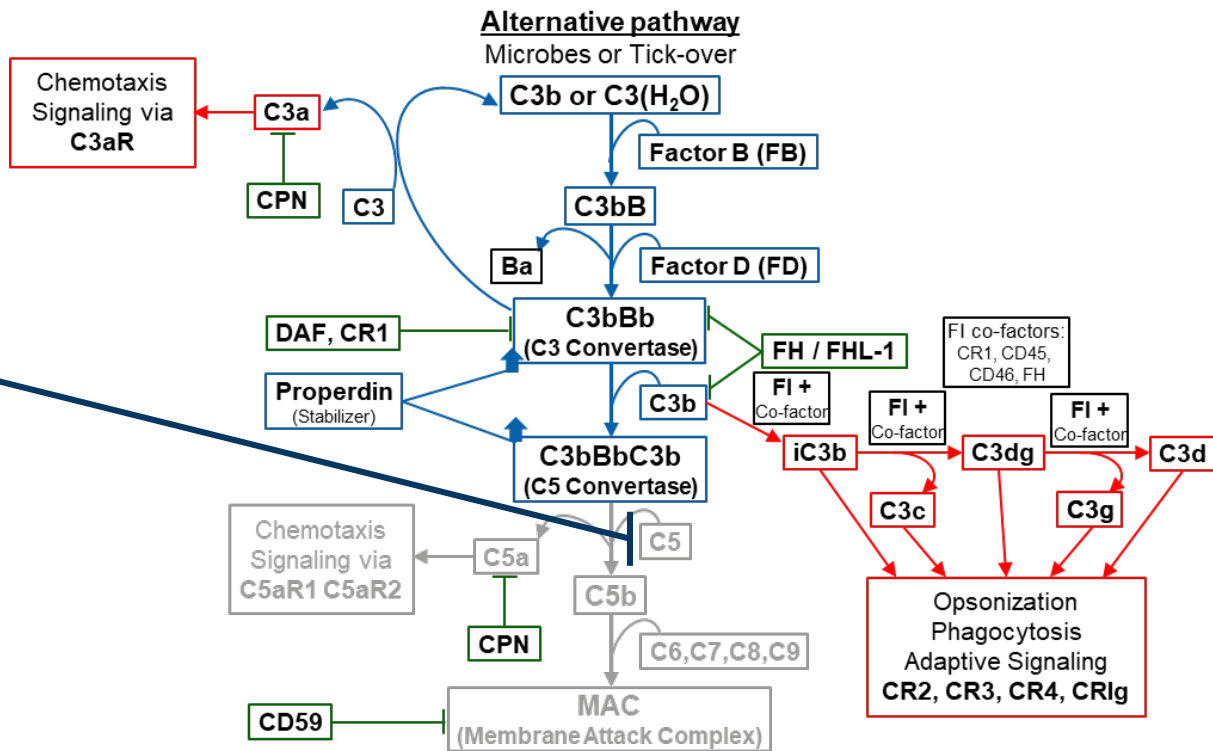 Alternative pathway
Microbes or Tick-over
Chemotaxis
Signaling via
C3aR
C3a
C3b or C3(H₂O)
Factor B (FB)
CPN
C3
C3bB
Ba
Factor D (FD)
DAF, CR1
C3bBb
(C3 Convertase)
FH / FHL-1
FI co-factors:
CR1, CD45,
CD46, FH
Properdin
(Stabilizer)
C3b
FI +
Co-factor
FI +
Co-factor
FI +
Co-factor
iC3b
C3dg
C3d
C3bBbC3b
(C5 Convertase)
C3c
C3g
Chemotaxis
Signaling via
C5aR1 C5aR2
C5a
C5
C5b
CPN
C6,C7,C8,C9
Opsonization
Phagocytosis
Adaptive Signaling
CR2, CR3, CR4, CRIg
CD59
MAC
(Membrane Attack Complex)